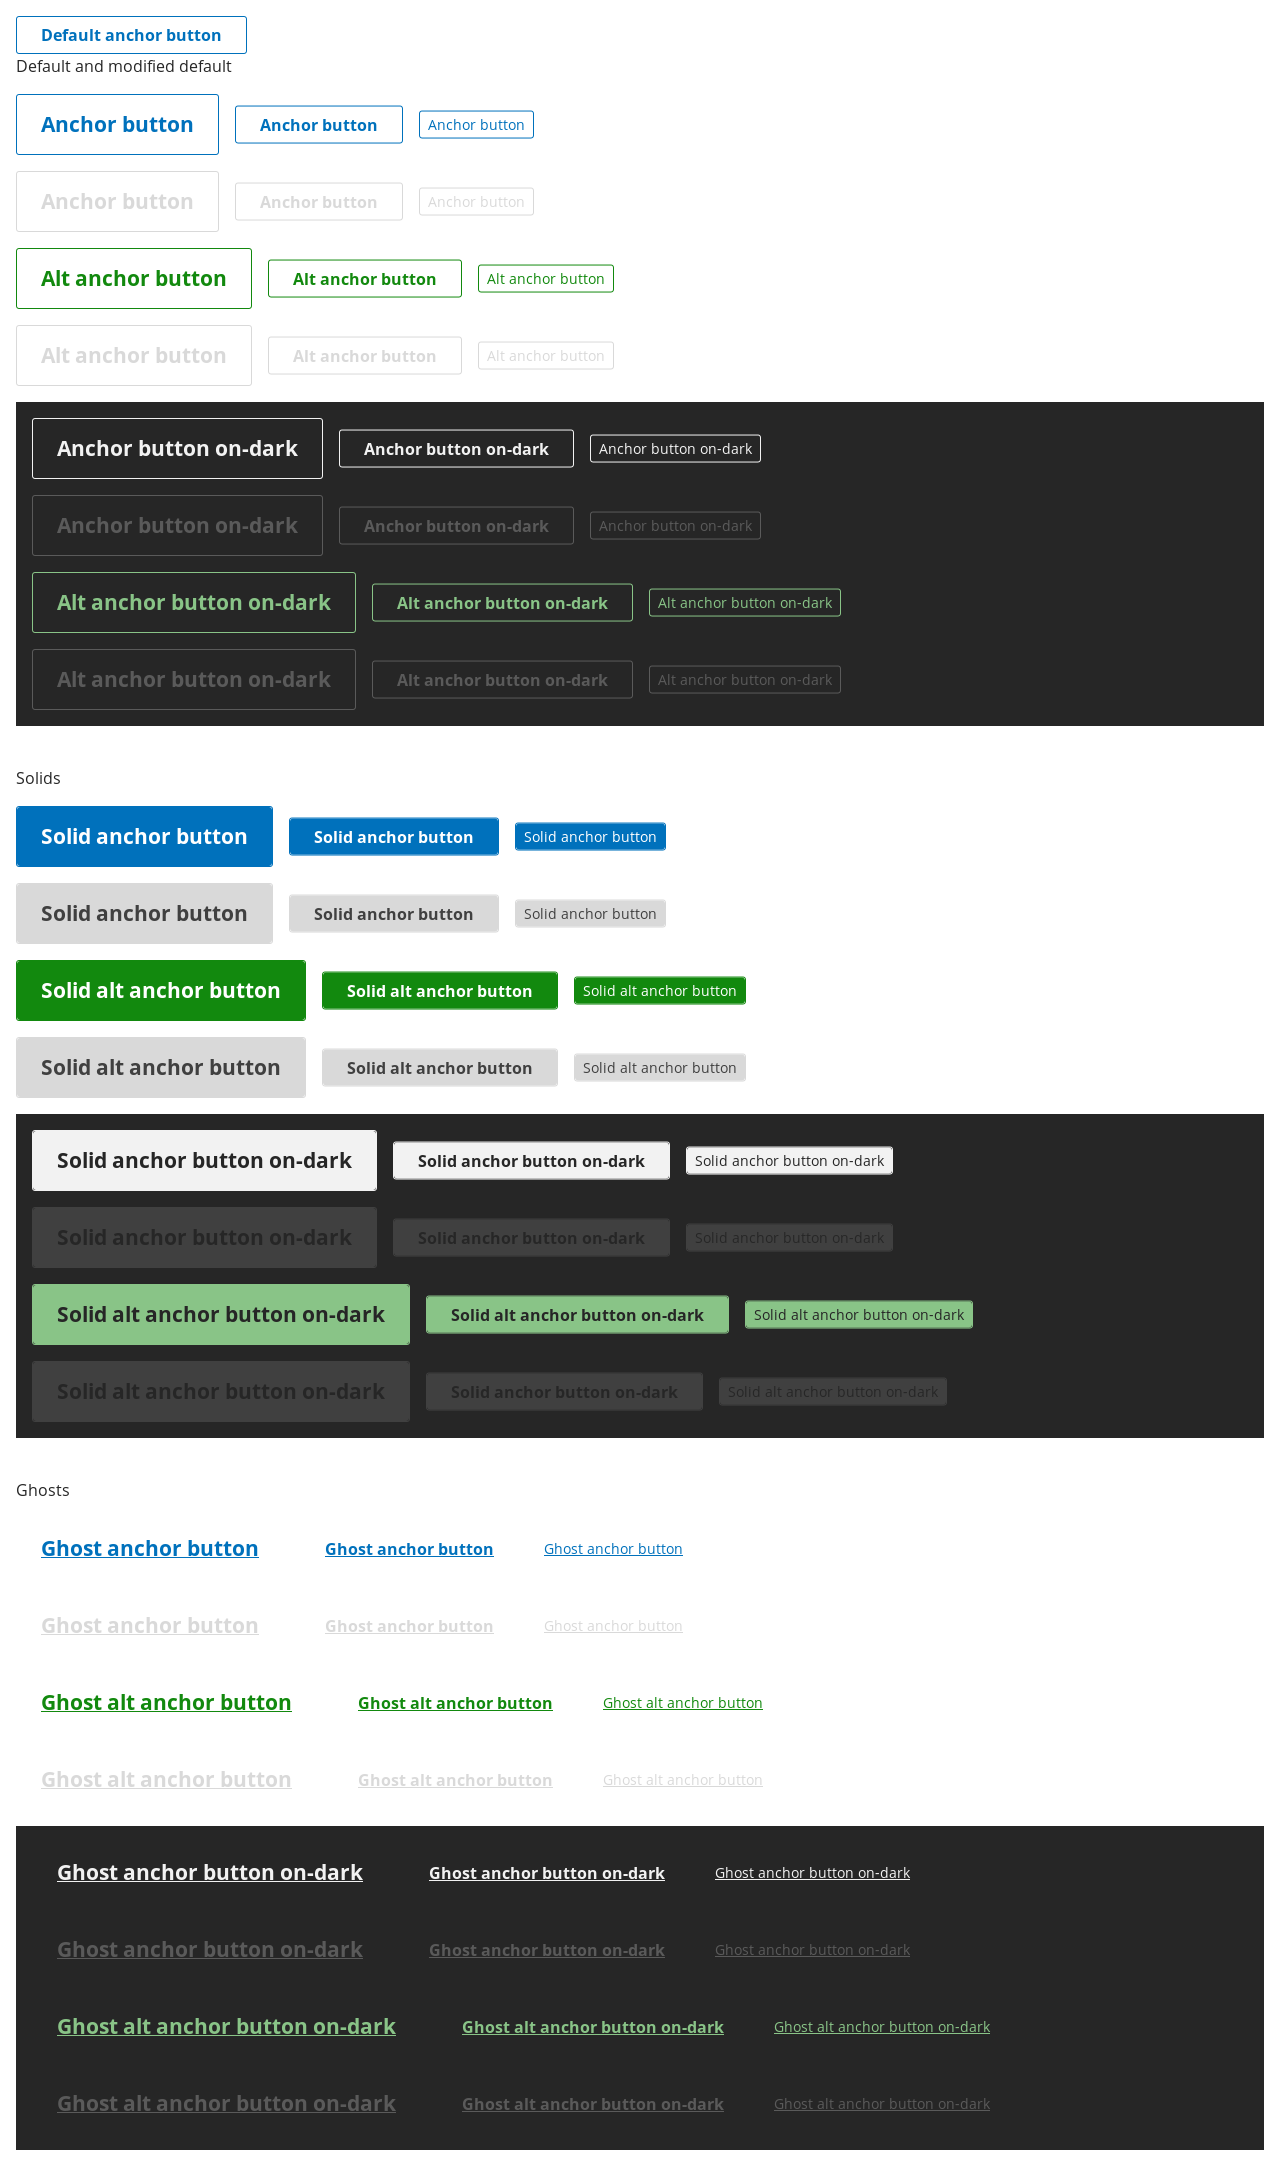 Default anchor button
Default and modified default
Anchor button Anchor button Anchor button
Anchor button Anchor button Anchor button
Alt anchor button Alt anchor button Alt anchor button
Alt anchor button Alt anchor button Alt anchor button
Anchor button on-dark Anchor button on-dark Anchor button on-dark
Anchor button on-dark Anchor button on-dark Anchor button on-dark
Alt anchor button on-dark Alt anchor button on-dark Alt anchor button on-dark
Alt anchor button on-dark Alt anchor button on-dark Alt anchor button on-dark
Solids
Solid anchor button Solid anchor button Solid anchor button
Solid anchor button Solid anchor button Solid anchor button
Solid alt anchor button Solid alt anchor button Solid alt anchor button
Solid alt anchor button Solid alt anchor button Solid alt anchor button
Solid anchor button on-dark Solid anchor button on-dark Solid anchor button on-dark
Solid anchor button on-dark Solid anchor button on-dark Solid anchor button on-dark
Solid alt anchor button on-dark Solid alt anchor button on-dark Solid alt anchor button on-dark
Solid alt anchor button on-dark Solid anchor button on-dark Solid alt anchor button on-dark
Ghosts
Ghost anchor button Ghost anchor button Ghost anchor button
Ghost anchor button Ghost anchor button Ghost anchor button
Ghost alt anchor button Ghost alt anchor button Ghost alt anchor button
Ghost alt anchor button Ghost alt anchor button Ghost alt anchor button
Ghost anchor button on-dark Ghost anchor button on-dark Ghost anchor button on-dark
Ghost anchor button on-dark Ghost anchor button on-dark Ghost anchor button on-dark
Ghost alt anchor button on-dark Ghost alt anchor button on-dark Ghost alt anchor button on-dark
Ghost alt anchor button on-dark Ghost alt anchor button on-dark Ghost alt anchor button on-dark